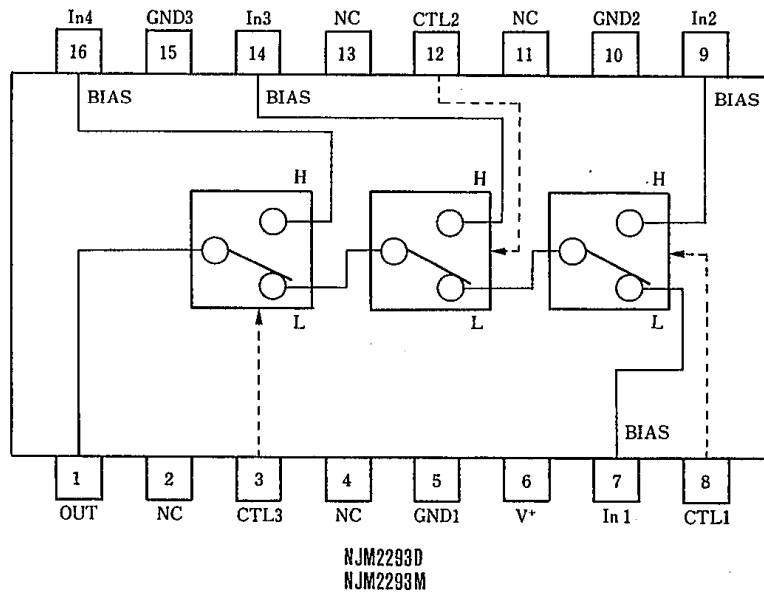 In4 GND3 In3 NC CTL2 NC GND2 In2
16 15 14 13 12 11 10 9
BIAS BIAS BIAS
H H H
L L L
BIAS
1 2 3 4 5 6 7 8
OUT NC CTL3 NC GND1 V+ In 1 CTL1
NJM2293D
NJM2293M